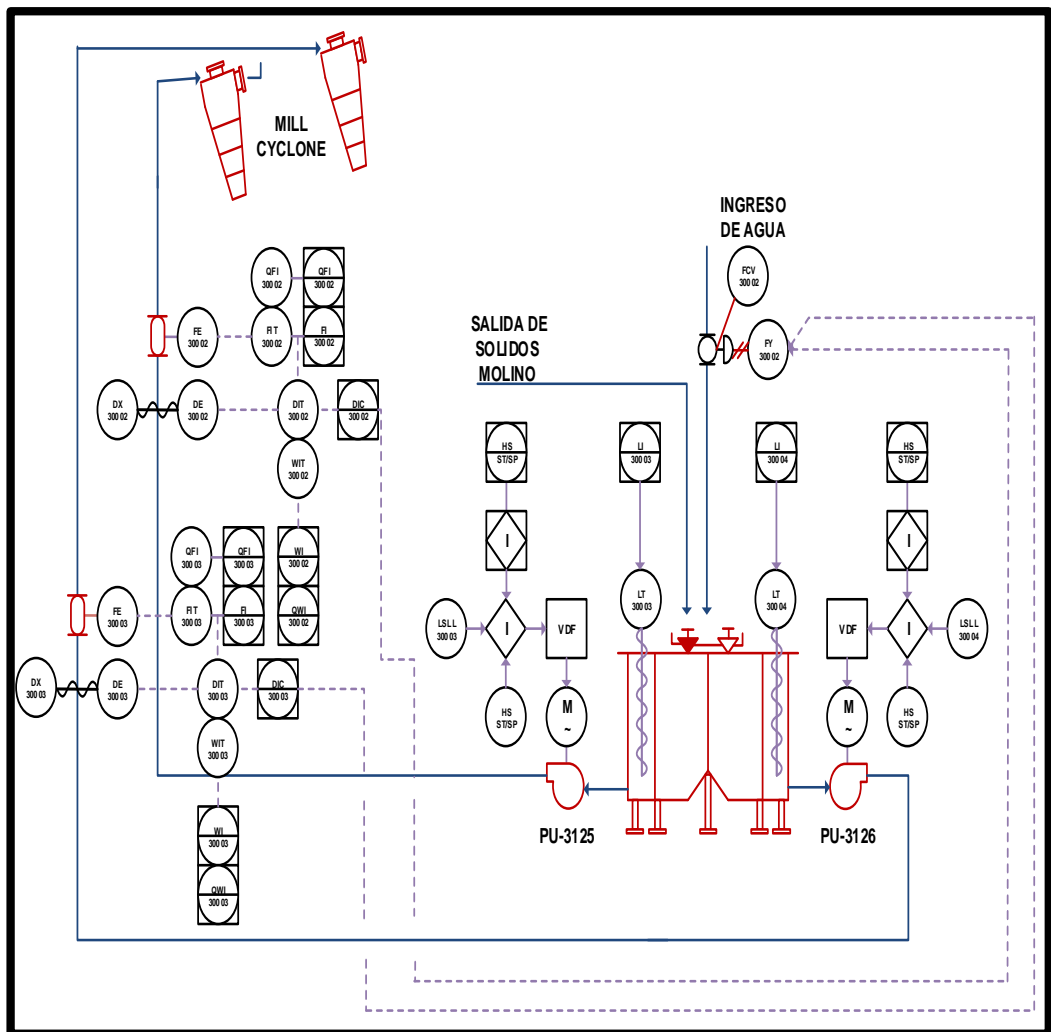 MILL
CYCLONE
INGRESO
DE AGUA
QFI
300 02
QFI
300 02
FCV
300 02
FE
300 02
FI T
300 02
FI
300 02
SALIDA DE
SOLIDOS
MOLINO
FY
300 02
DX
300 02
DE
300 02
DIT
300 02
DIC
300 02
WIT
300 02
HS
ST/SP
LI
300 03
LI
300 04
HS
ST/SP
QFI
300 03
QFI
300 03
WI
300 02
I
I
FE
300 03
FI T
300 03
FI
300 03
QWI
300 02
LSL L
300 03
I
VDF
LT
300 03
LT
300 04
VDF
I
LSL L
300 04
DX
300 03
DE
300 03
DIT
300 03
DIC
300 03
HS
ST/SP
M
~
M
~
HS
ST/SP
WIT
300 03
PU-3125
PU-3126
WI
300 03
QWI
300 03